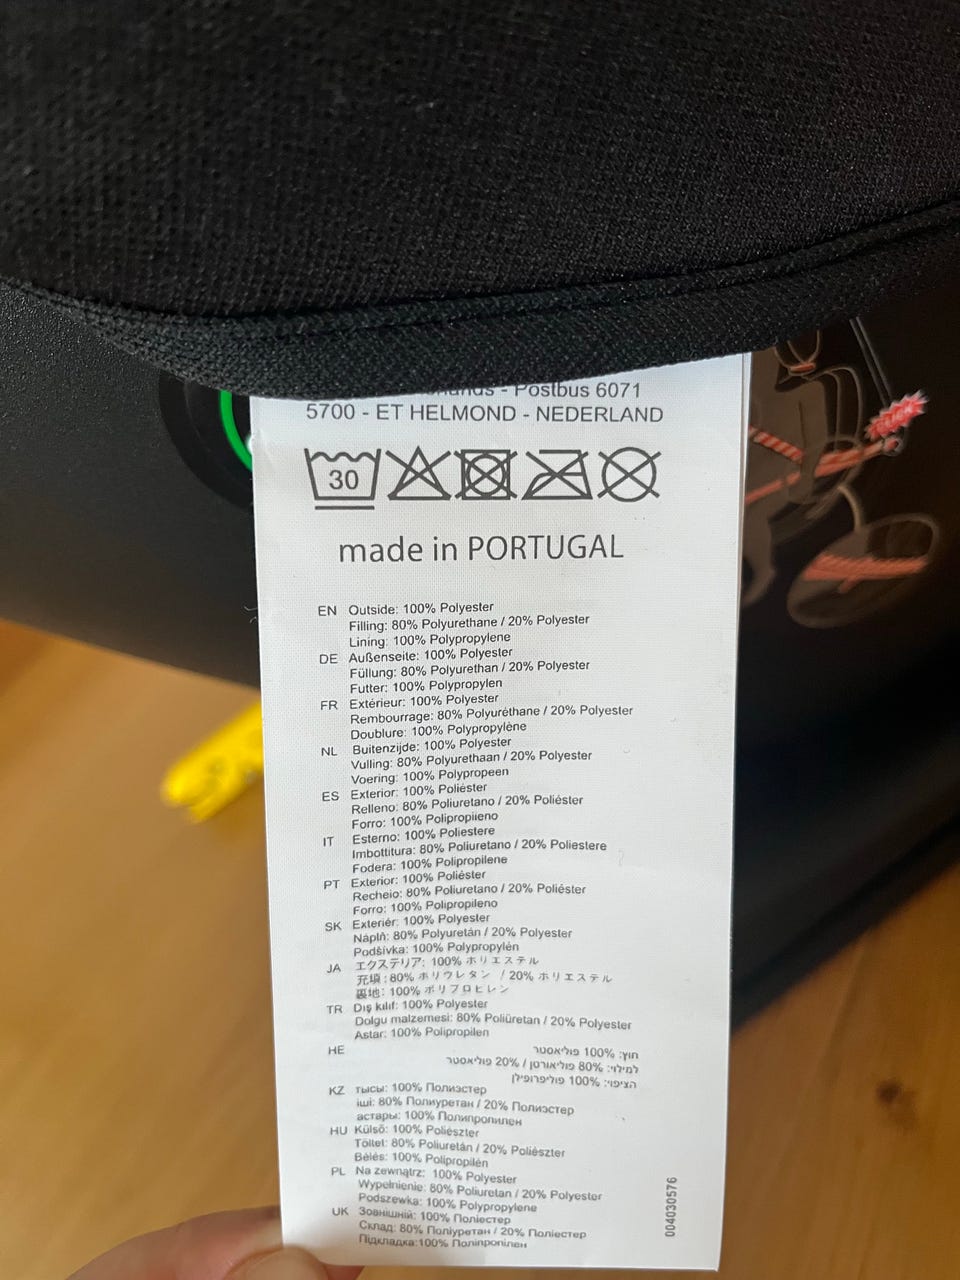 Postbus 6071
5700 - ET HELMOND - NEDERLAND
30
made in PORTUGAL
EN Outside: 100% Polyester
Filling: 80% Polyurethane / 20% Polyester
Lining: 100% Polypropylene
DE Außenseite: 100% Polyester
Füllung: 80% Polyurethan / 20% Polyester
Futter: 100% Polypropylen
FR Extérieur: 100% Polyester
Rembourrage: 80% Polyuréthane / 20% Polyester
Doublure: 100% Polypropylène
NL Buitenzijde: 100% Polyester
Vulling: 80% Polyurethaan / 20% Polyester
Voering: 100% Polypropeen
ES Exterior: 100% Poliéster
Relleno: 80% Poliuretano / 20% Poliéster
Forro: 100% Polipropilieno
IT Esterno: 100% Poliestere
Imbottitura: 80% Poliuretano / 20% Poliestere
Fodera: 100% Polipropilene
PT Exterior: 100% Poliéster
Recheio: 80% Poliuretano / 20% Poliéster
Forro: 100% Polipropileno
SK Exteriér: 100% Polyester
Náplň: 80% Polyuretán / 20% Polyester
Podšívka: 100% Polypropylén
JA エクステリア: 100% ポリエステル
充填: 80% ポリウレタン / 20% ポリエステル
裏地: 100% ポリプロピレン
TR Dış kılıf: 100% Polyester
Dolgu malzemesi: 80% Poliüretan / 20% Polyester
Astar: 100% Polipropilen
HE חוץ: 100% פוליאסטר
למילוי: 80% פוליאורטן / 20% פוליאסטר
הציפוי: 100% פוליפרופילן
KZ тысы: 100% Полиэстер
іші: 80% Полиуретан / 20% Полиэстер
астары: 100% Полипропилен
HU Külső: 100% Poliészter
Töltet: 80% Poliuretán / 20% Poliészter
Bélés: 100% Polipropilén
PL Na zewnątrz: 100% Polyester
Wypełnienie: 80% Poliuretan / 20% Polyester
Podszewka: 100% Polypropylene
UK Зовнішній: 100% Поліестер
Склад: 80% Поліуретан / 20% Поліестер
Підкладка:100% Поліпропілен
004030576